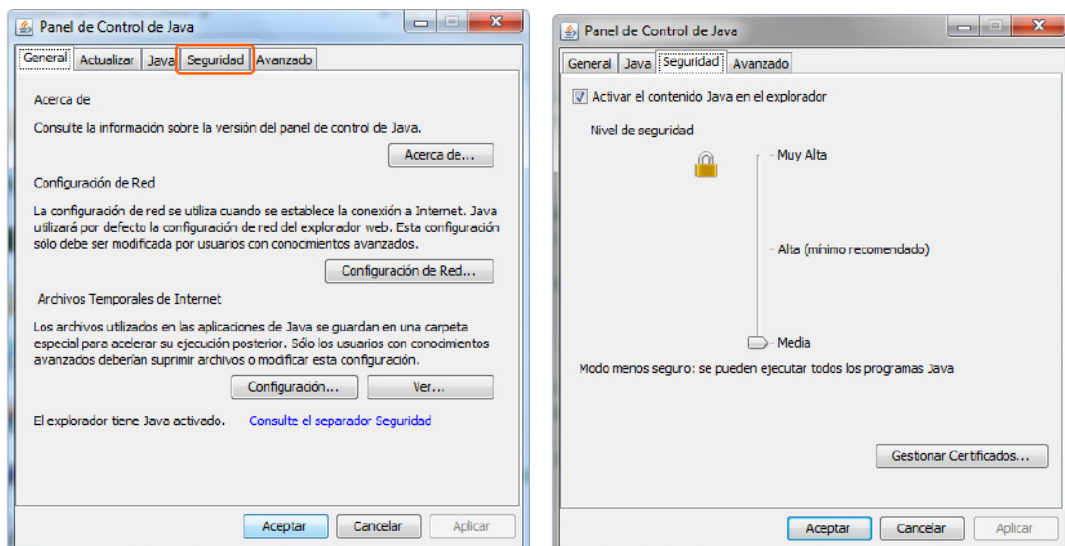 Panel de Control de Java
General Actualizar Java Seguridad Avanzado
Acerca de
Consulte la información sobre la versión del panel de control de Java.
Acerca de...
Configuración de Red
La configuración de red se utiliza cuando se establece la conexión a Internet. Java
utilizará por defecto la configuración de red del explorador web. Esta configuración
sólo debe ser modificada por usuarios con conocimientos avanzados.
Configuración de Red...
Archivos Temporales de Internet
Los archivos utilizados en las aplicaciones de Java se guardan en una carpeta
especial para acelerar su ejecución posterior. Sólo los usuarios con conocimientos
avanzados deberían suprimir archivos o modificar esta configuración.
Configuración... Ver...
El explorador tiene Java activado. Consulte el separador Seguridad
Aceptar Cancelar Aplicar
Panel de Control de Java
General Java Seguridad Avanzado
Activar el contenido Java en el explorador
Nivel de seguridad
Muy Alta
Alta (mínimo recomendado)
Media
Modo menos seguro: se pueden ejecutar todos los programas Java
Gestionar Certificados...
Aceptar Cancelar Aplicar